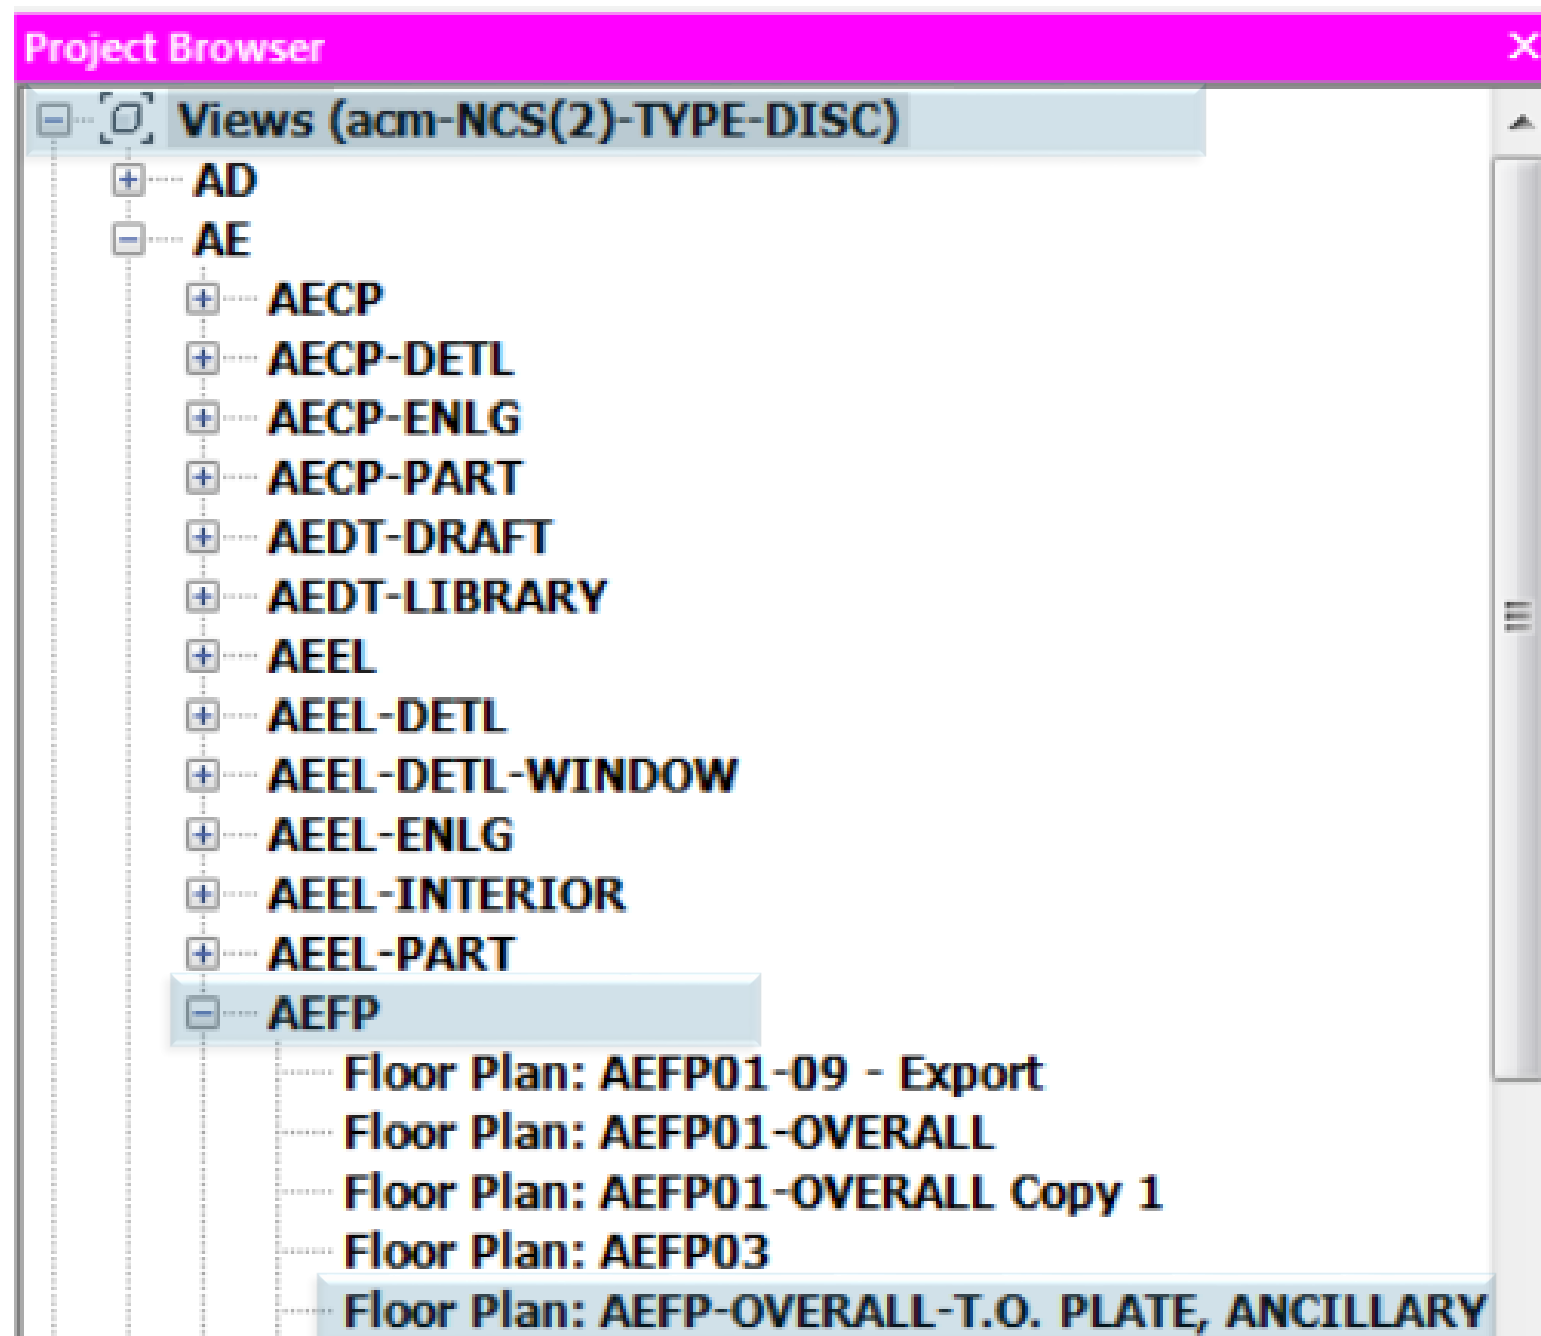 Project Browser
Views (acm-NCS(2)-TYPE-DISC)
AD
AE
AECP
AECP-DETL
AECP-ENLG
AECP-PART
AEDT-DRAFT
AEDT-LIBRARY
AEEL
AEEL-DETL
AEEL-DETL-WINDOW
AEEL-ENLG
AEEL-INTERIOR
AEEL-PART
AEFP
Floor Plan: AEFP01-09 - Export
Floor Plan: AEFP01-OVERALL
Floor Plan: AEFP01-OVERALL Copy 1
Floor Plan: AEFP03
Floor Plan: AEFP-OVERALL-T.O. PLATE, ANCILLARY